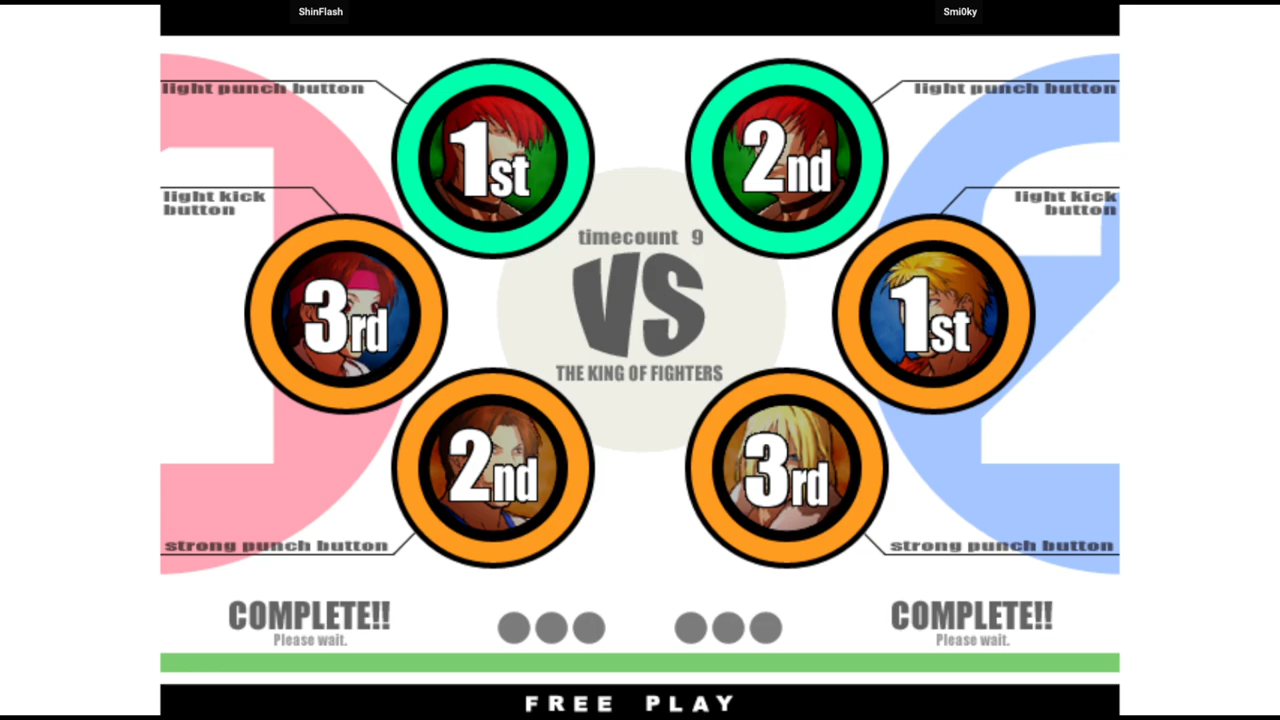 ShinFlash
Smi0ky
light punch button
light punch button
1st
2nd
light kick
button
light kick
button
timecount 9
VS
THE KING OF FIGHTERS
3rd
1st
2nd
3rd
strong punch button
strong punch button
COMPLETE!!
Please wait.
COMPLETE!!
Please wait.
FREE PLAY